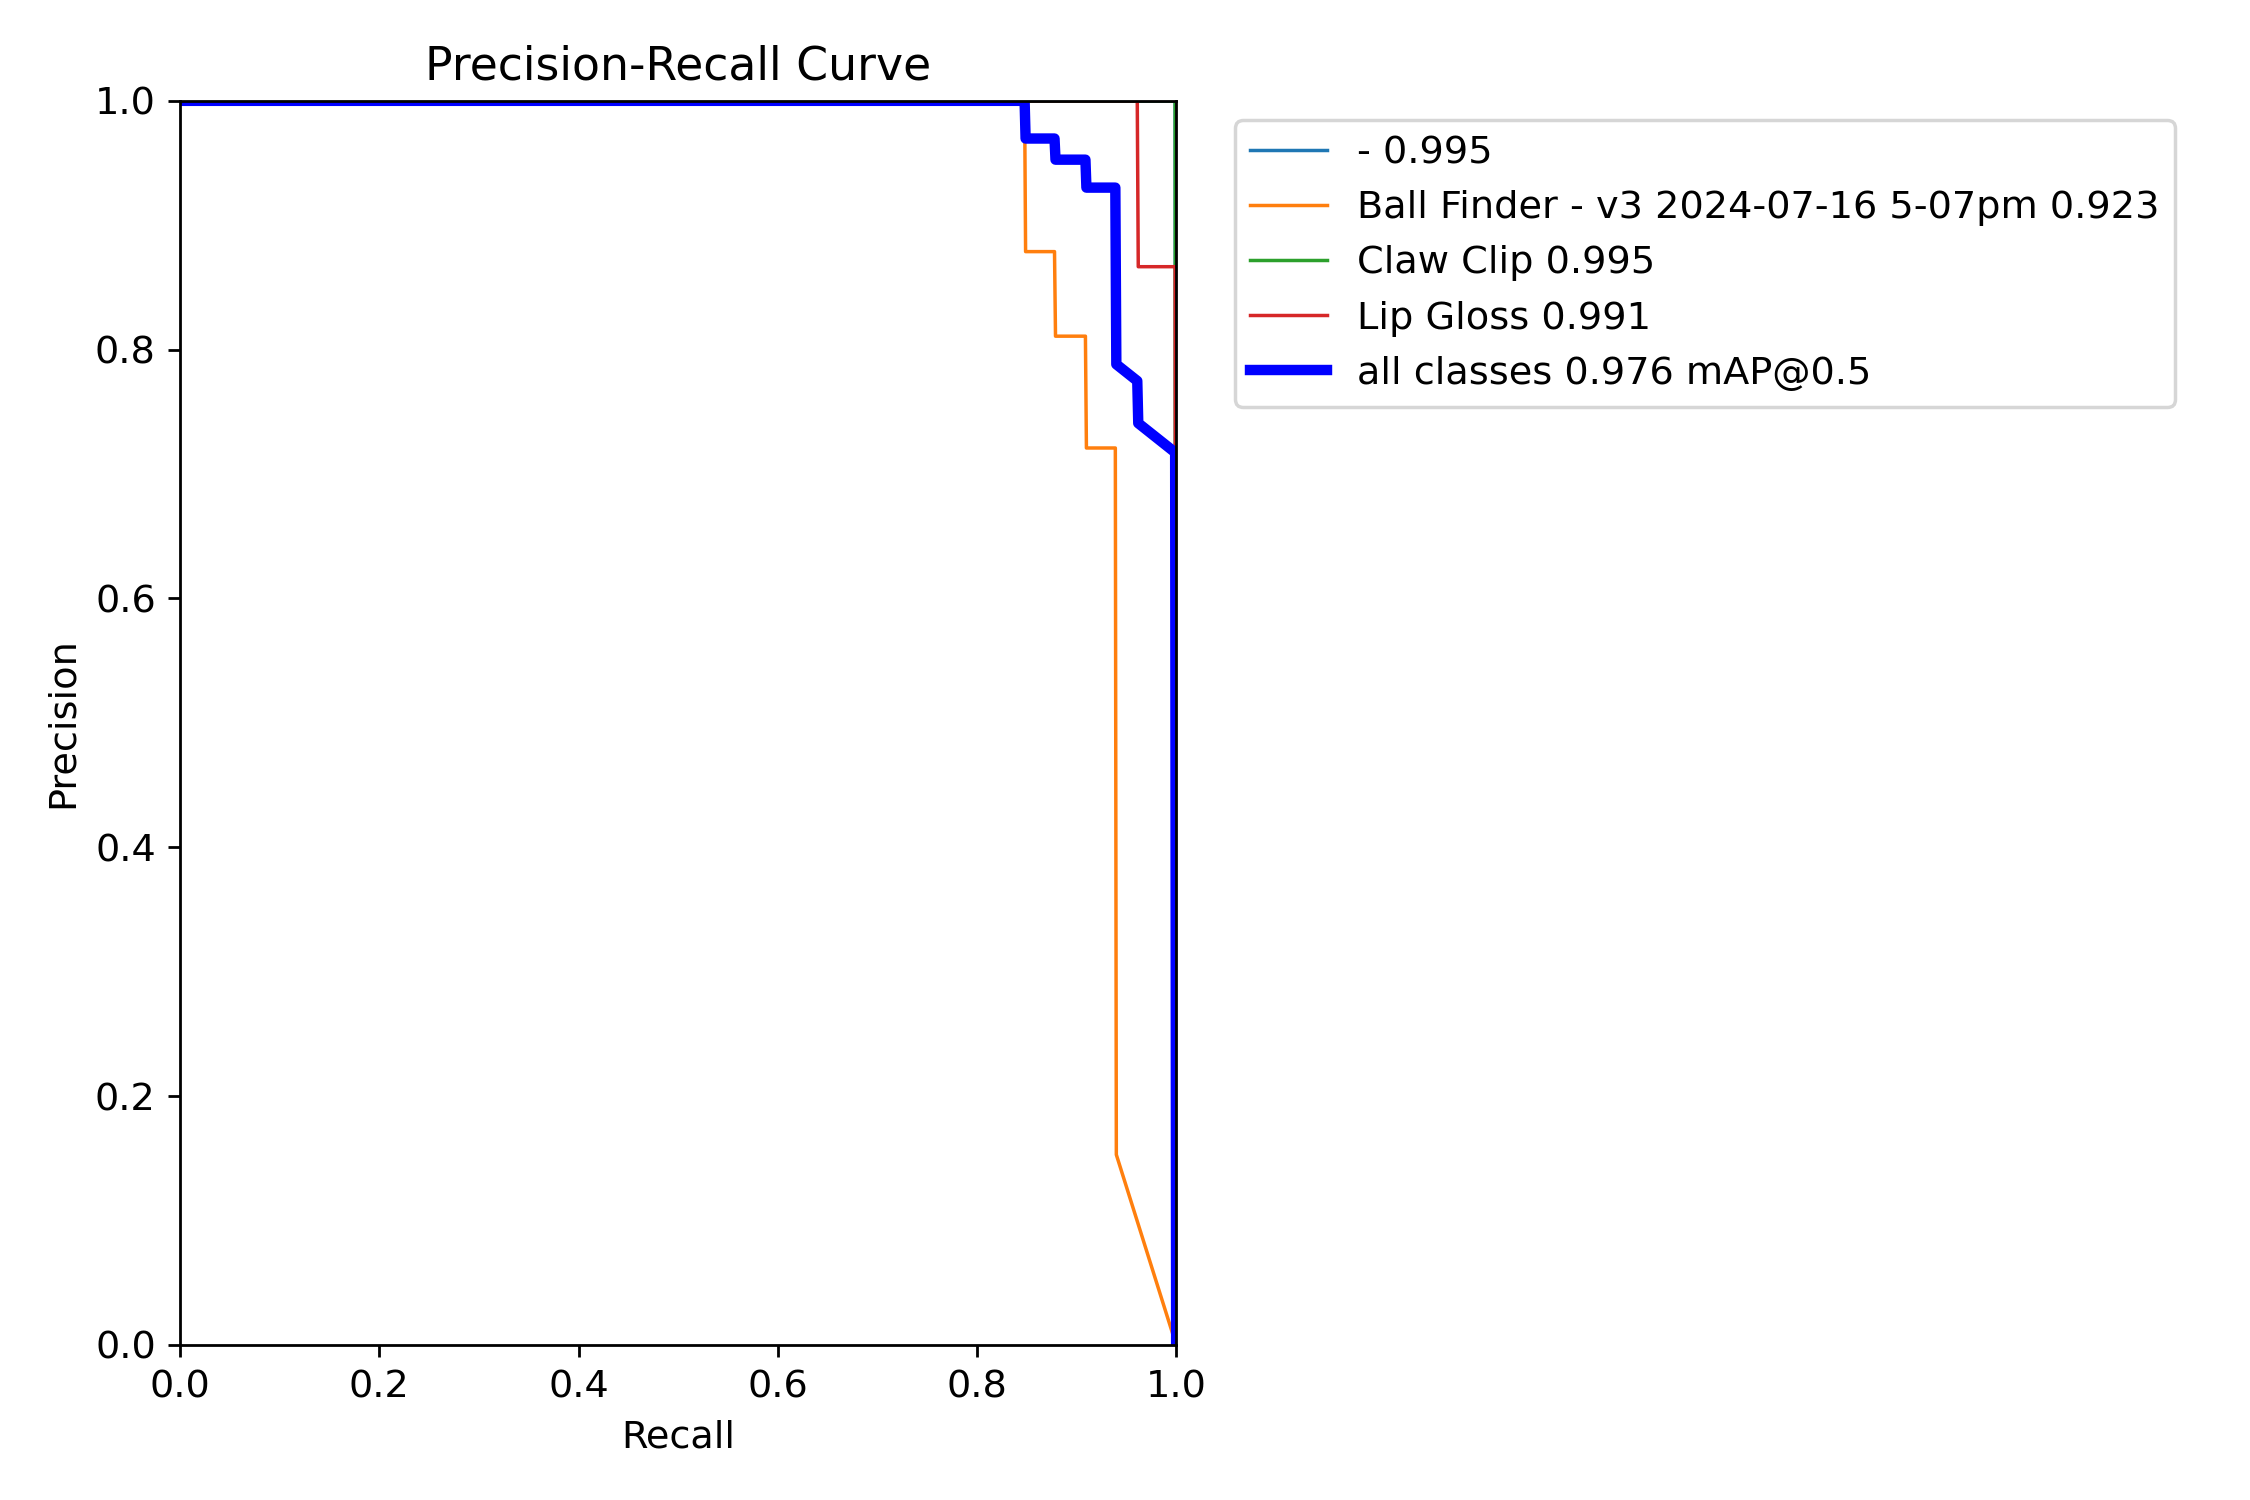 Precision-Recall Curve
1.0
0.8
0.6
0.4
0.2
0.0
Precision
0.0 0.2 0.4 0.6 0.8 1.0
Recall
- 0.995
Ball Finder - v3 2024-07-16 5-07pm 0.923
Claw Clip 0.995
Lip Gloss 0.991
all classes 0.976 mAP@0.5